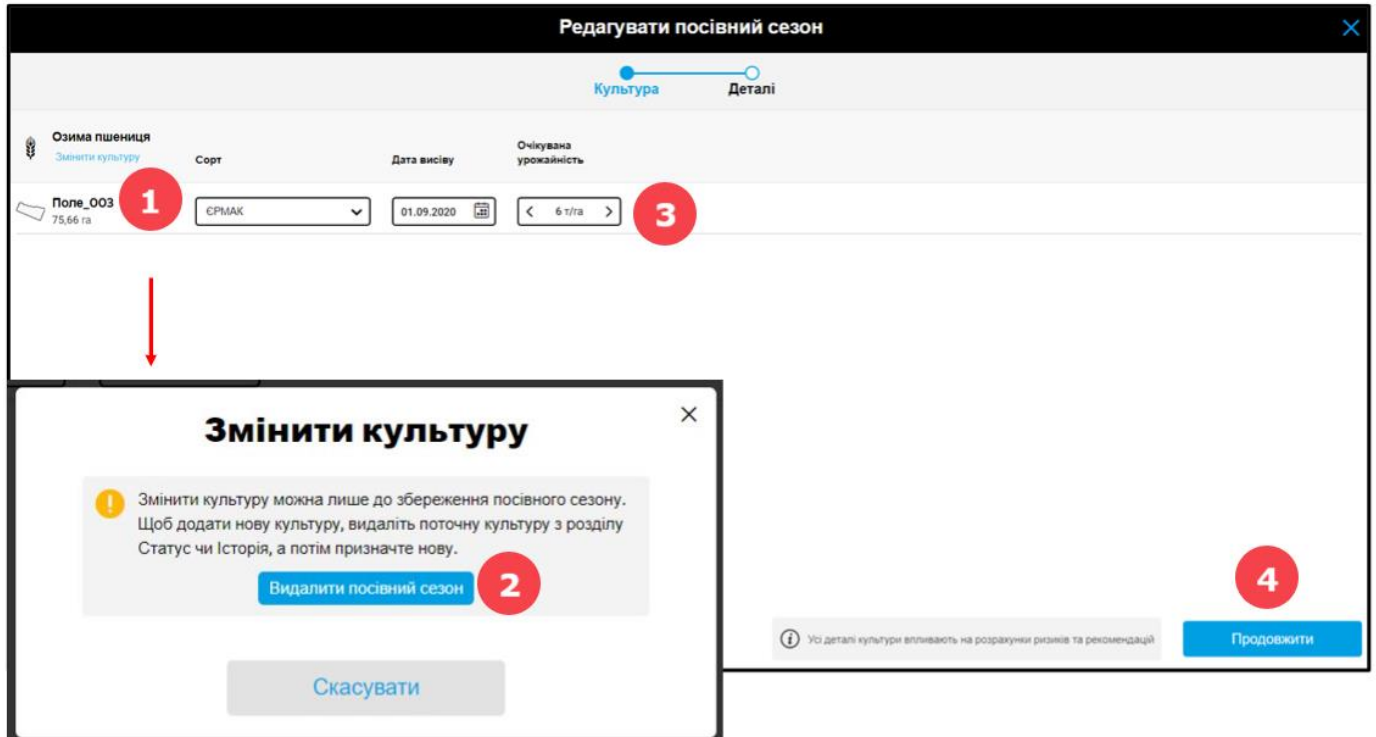 Редагувати посівний сезон
Культура
Деталі
Озима пшениця
Змінити культуру
Сорт
Дата висіву
Очікувана
урожайність
Поле_003
75,66 га
1
ЄРМАК
01.09.2020
6 т/га
3
Змінити культуру
Змінити культуру можна лише до збереження посівного сезону.
Щоб додати нову культуру, видаліть поточну культуру з розділу
Статус чи Історія, а потім призначте нову.
Видалити посівний сезон
2
Скасувати
4
Усі деталі культури впливають на розрахунки ризиків та рекомендацій
Продовжити